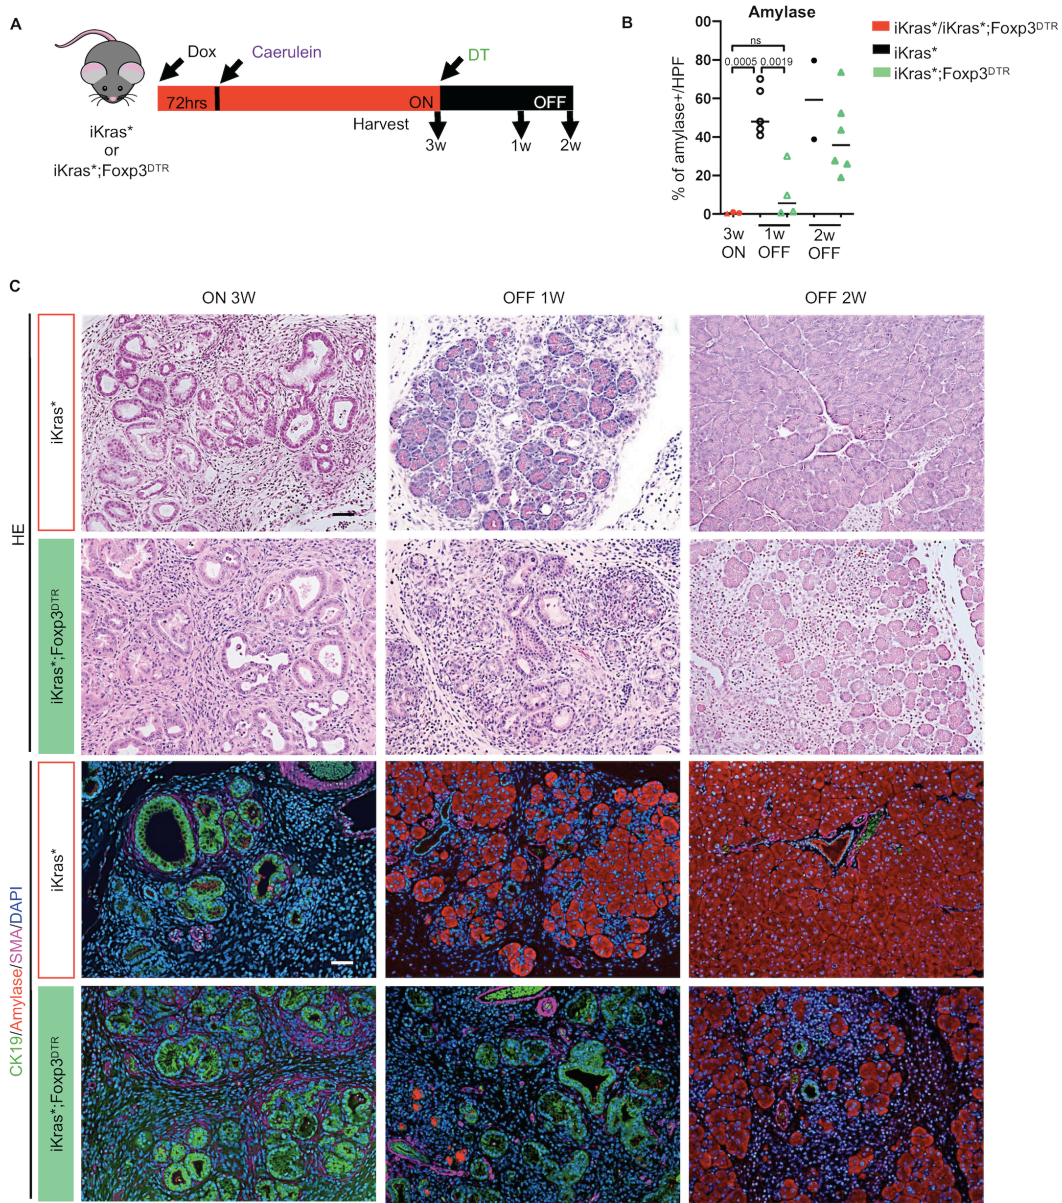 A
Dox
Caerulein
DT
72hrs
ON
OFF
Harvest
3w
1w
2w
iKras*
or
iKras*;Foxp3DTR
B
Amylase
iKras*/iKras*;Foxp3DTR
iKras*
iKras*;Foxp3DTR
ns
0.0005
0.0019
% of amylase+/HPF
00
80
60
40
20
0
3w
ON
1w
OFF
2w
OFF
C
ON 3W
OFF 1W
OFF 2W
HE
iKras*
iKras*;Foxp3DTR
CK19/Amylase/SMA/DAPI
iKras*
iKras*;Foxp3DTR